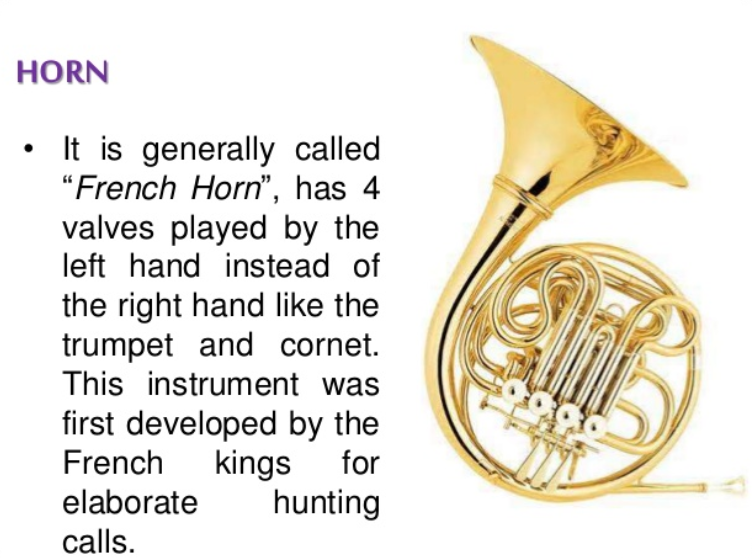 HORN
• It is generally called
“French Horn”, has 4
valves played by the
left hand instead of
the right hand like the
trumpet and cornet.
This instrument was
first developed by the
French kings for
elaborate hunting
calls.